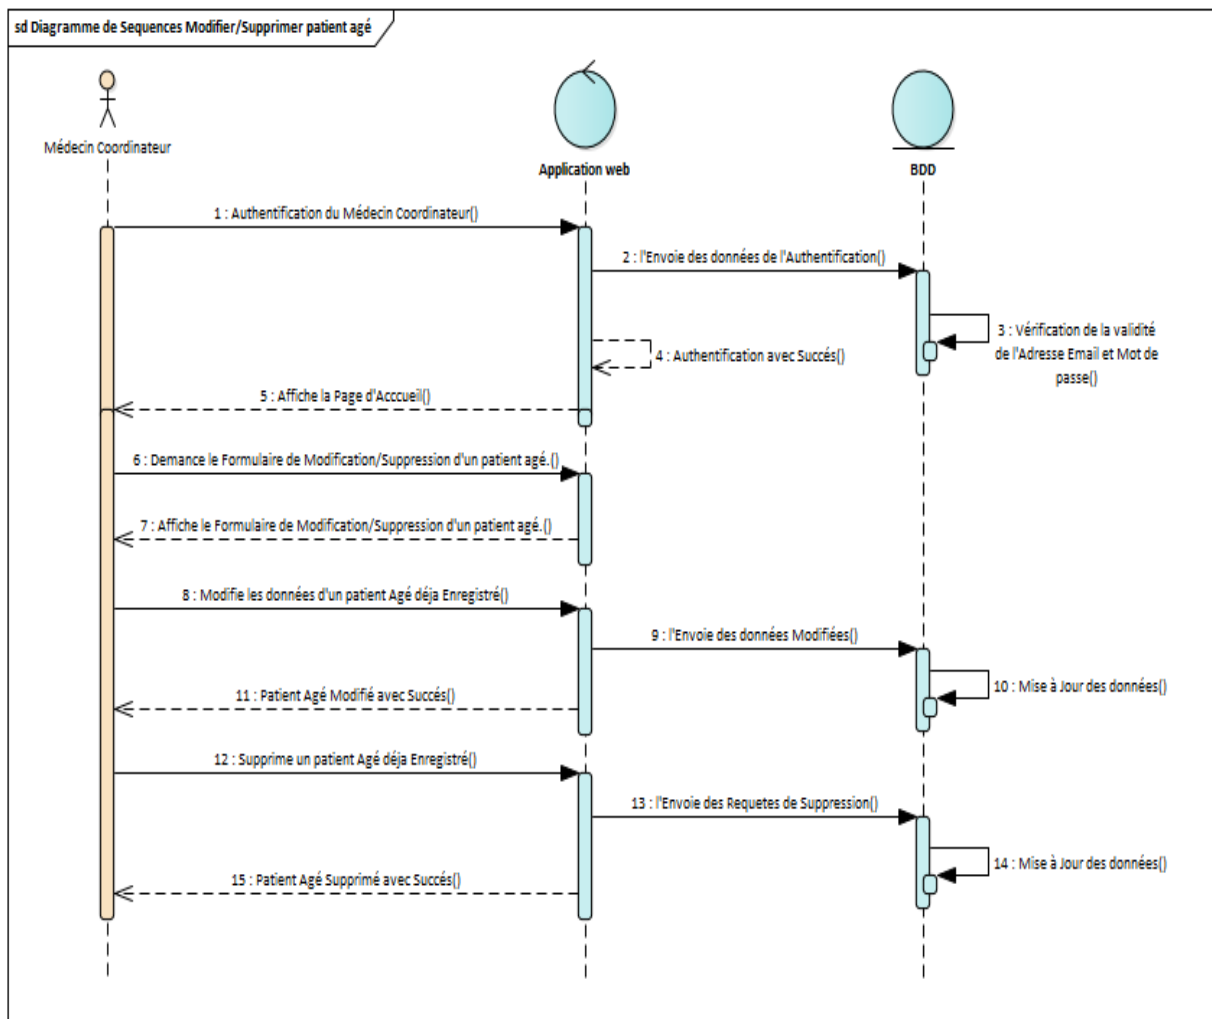 sd Diagramme de Sequences Modifier/Supprimer patient agé
Médecin Coordinateur
Application web
BDD
1 : Authentification du Médecin Coordinateur()
2 : l'Envoie des données de l'Authentification()
3 : Vérification de la validité
de l'Adresse Email et Mot de
passe()
4 : Authentification avec Succés()
5 : Affiche la Page d'Acccueil()
6 : Demance le Formulaire de Modification/Suppression d'un patient agé.()
7 : Affiche le Formulaire de Modification/Suppression d'un patient agé.()
8 : Modifie les données d'un patient Agé déja Enregistré()
9 : l'Envoie des données Modifiées()
10 : Mise à Jour des données()
11 : Patient Agé Modifié avec Succés()
12 : Supprime un patient Agé déja Enregistré()
13 : l'Envoie des Requetes de Suppression()
14 : Mise à Jour des données()
15 : Patient Agé Supprimé avec Succés()